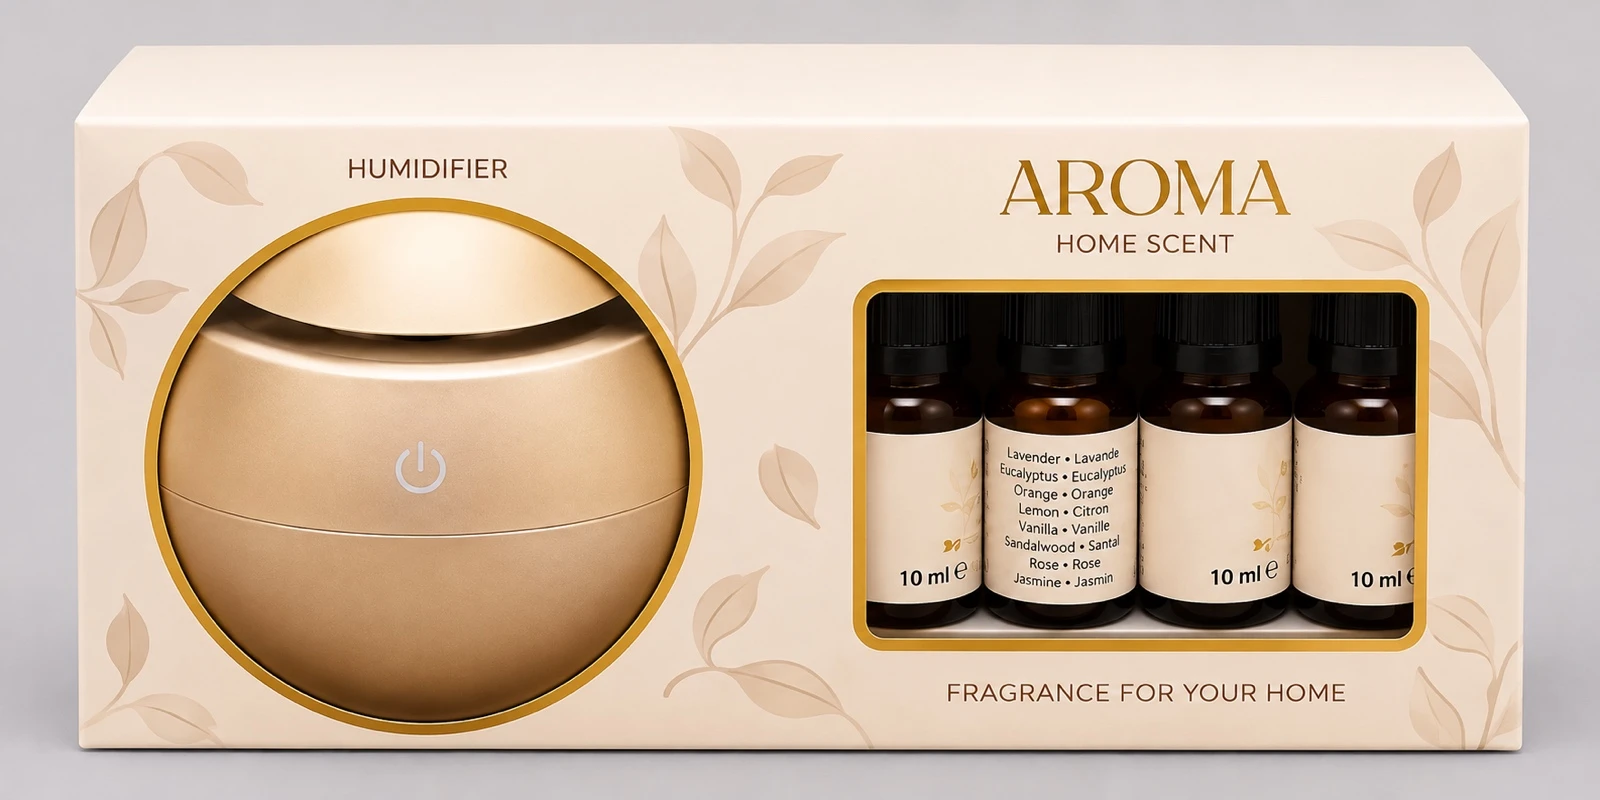 HUMIDIFIER
AROMA
HOME SCENT
10 ml ℮
Lavender • Lavande
Eucalyptus • Eucalyptus
Orange • Orange
Lemon • Citron
Vanilla • Vanille
Sandalwood • Santal
Rose • Rose
Jasmine • Jasmin
10 ml ℮
10 ml ℮
FRAGRANCE FOR YOUR HOME